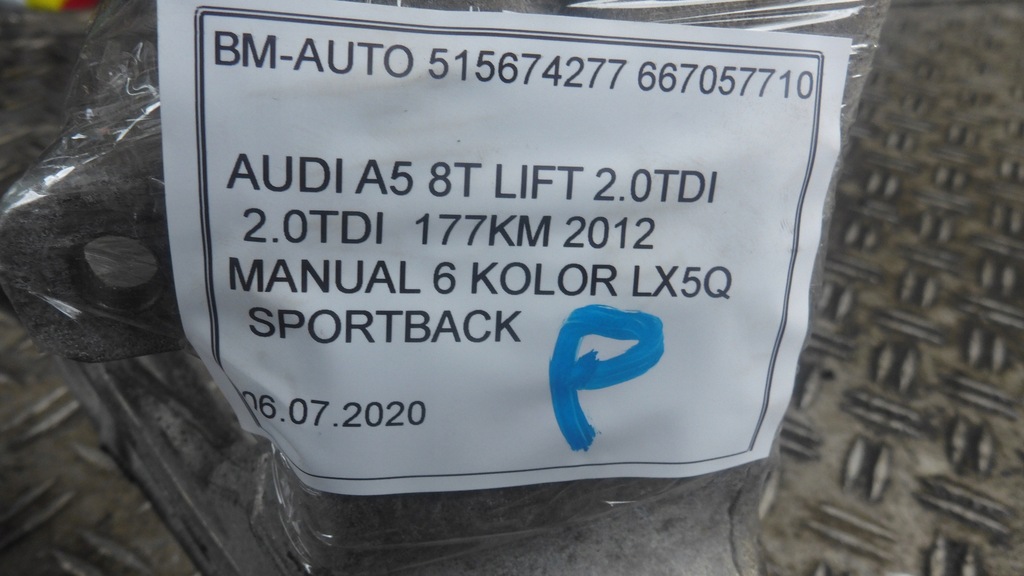 BM-AUTO 515674277 667057710
AUDI A5 8T LIFT 2.0TDI
2.0TDI 177KM 2012
MANUAL 6 KOLOR LX5Q
SPORTBACK
P
06.07.2020